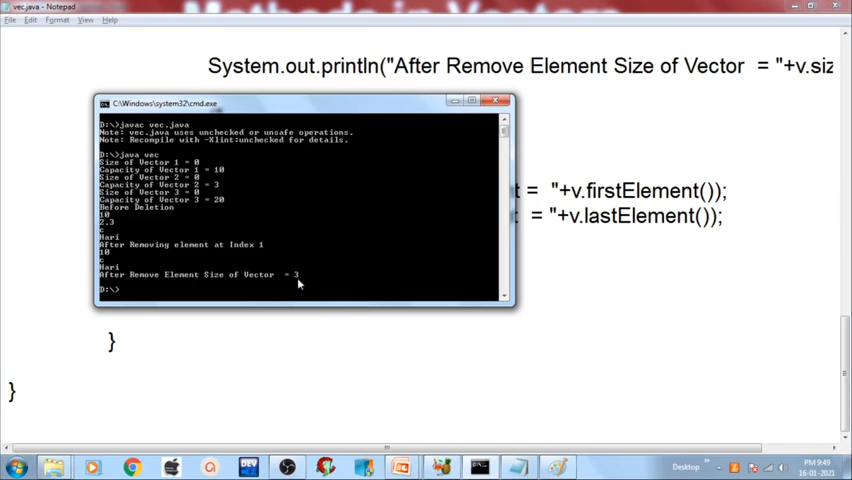 vec.java - Notepad
File Edit Format View Help
System.out.println("After Remove Element Size of Vector = "+v.siz
C:\Windows\system32\cmd.exe
D:\>javac vec.java
Note: vec.java uses unchecked or unsafe operations.
Note: Recompile with -Xlint:unchecked for details.
D:\>java vec
Size of Vector 1 = 0
Capacity of Vector 1 = 10
Size of Vector 2 = 0
Capacity of Vector 2 = 3
Size of Vector 3 = 0
Capacity of Vector 3 = 20
Before Deletion
10
2.3
c
Hari
After Removing element at Index 1
10
c
Hari
After Remove Element Size of Vector = 3
D:\>
t = "+v.firstElement());
t = "+v.lastElement());
}
}
DEV
Desktop
PM 9:49
16-01-2021